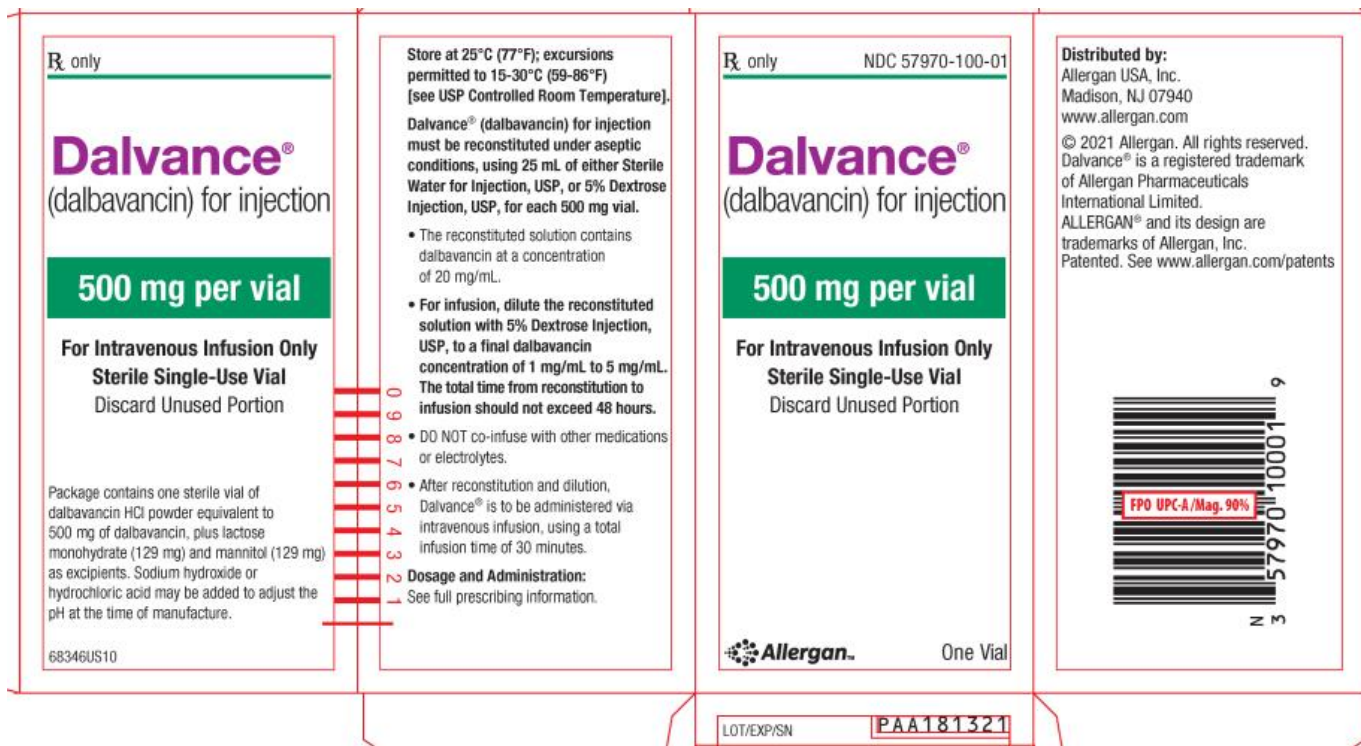 Rx only
Dalvance®
(dalbavancin) for injection
500 mg per vial
For Intravenous Infusion Only
Sterile Single-Use Vial
Discard Unused Portion
Package contains one sterile vial of
dalbavancin HCl powder equivalent to
500 mg of dalbavancin, plus lactose
monohydrate (129 mg) and mannitol (129 mg)
as excipients. Sodium hydroxide or
hydrochloric acid may be added to adjust the
pH at the time of manufacture.
68346US10
0
9
8
7
6
5
4
3
2
1
Store at 25°C (77°F); excursions
permitted to 15-30°C (59-86°F)
[see USP Controlled Room Temperature].
Dalvance® (dalbavancin) for injection
must be reconstituted under aseptic
conditions, using 25 mL of either Sterile
Water for Injection, USP, or 5% Dextrose
Injection, USP, for each 500 mg vial.
• The reconstituted solution contains
dalbavancin at a concentration
of 20 mg/mL.
• For infusion, dilute the reconstituted
solution with 5% Dextrose Injection,
USP, to a final dalbavancin
concentration of 1 mg/mL to 5 mg/mL.
The total time from reconstitution to
infusion should not exceed 48 hours.
• DO NOT co-infuse with other medications
or electrolytes.
• After reconstitution and dilution,
Dalvance® is to be administered via
intravenous infusion, using a total
infusion time of 30 minutes.
Dosage and Administration:
See full prescribing information.
Rx only NDC 57970-100-01
Dalvance®
(dalbavancin) for injection
500 mg per vial
For Intravenous Infusion Only
Sterile Single-Use Vial
Discard Unused Portion
Allergan™ One Vial
LOT/EXP/SN PAA181321
Distributed by:
Allergan USA, Inc.
Madison, NJ 07940
www.allergan.com
© 2021 Allergan. All rights reserved.
Dalvance® is a registered trademark
of Allergan Pharmaceuticals
International Limited.
ALLERGAN® and its design are
trademarks of Allergan, Inc.
Patented. See www.allergan.com/patents
FPO UPC-A/Mag. 90%
N
3 57970 10001 9